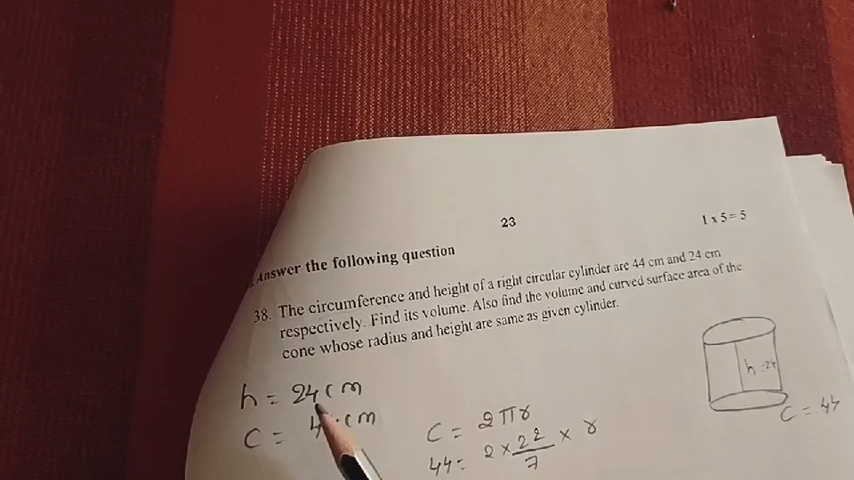 23
Answer the following question
1 x 5 = 5
38. The circumference and height of a right circular cylinder are 44 cm and 24 cm
respectively. Find its volume. Also find the volume and curved surface area of the
cone whose radius and height are same as given cylinder.
h = 24cm
C = 4 cm
C = 2πr
44 = 2 × 22/7 × r
h = 24
C = 44